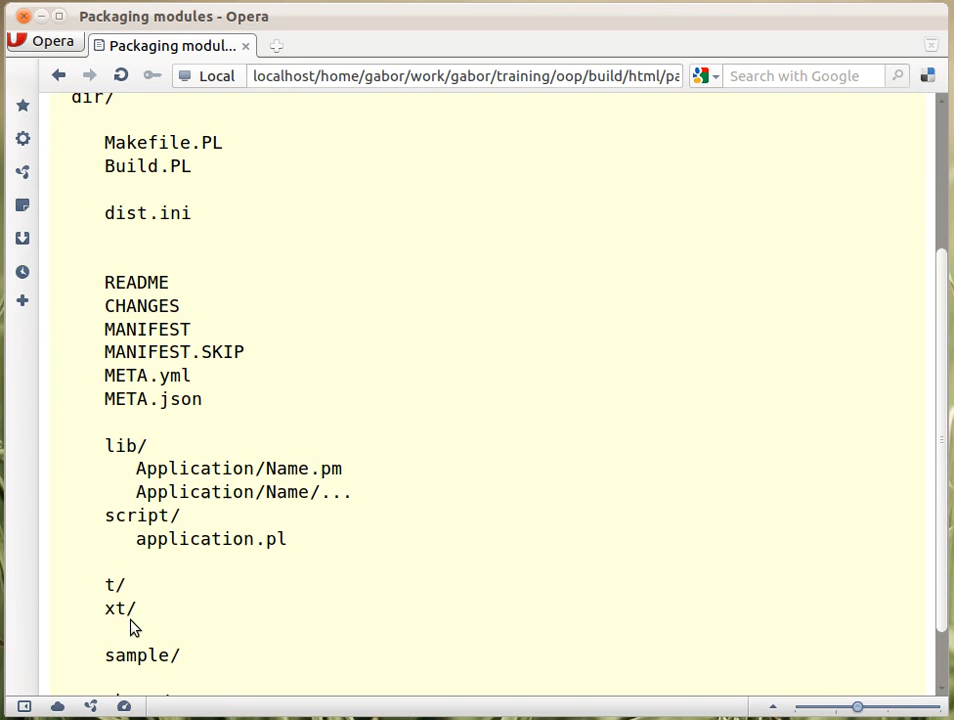 Packaging modules - Opera
Opera
Packaging modul...
Local
localhost/home/gabor/work/gabor/training/oop/build/html/pa
Search with Google
dir/
Makefile.PL
Build.PL
dist.ini
README
CHANGES
MANIFEST
MANIFEST.SKIP
META.yml
META.json
lib/
Application/Name.pm
Application/Name/...
script/
application.pl
t/
xt/
sample/